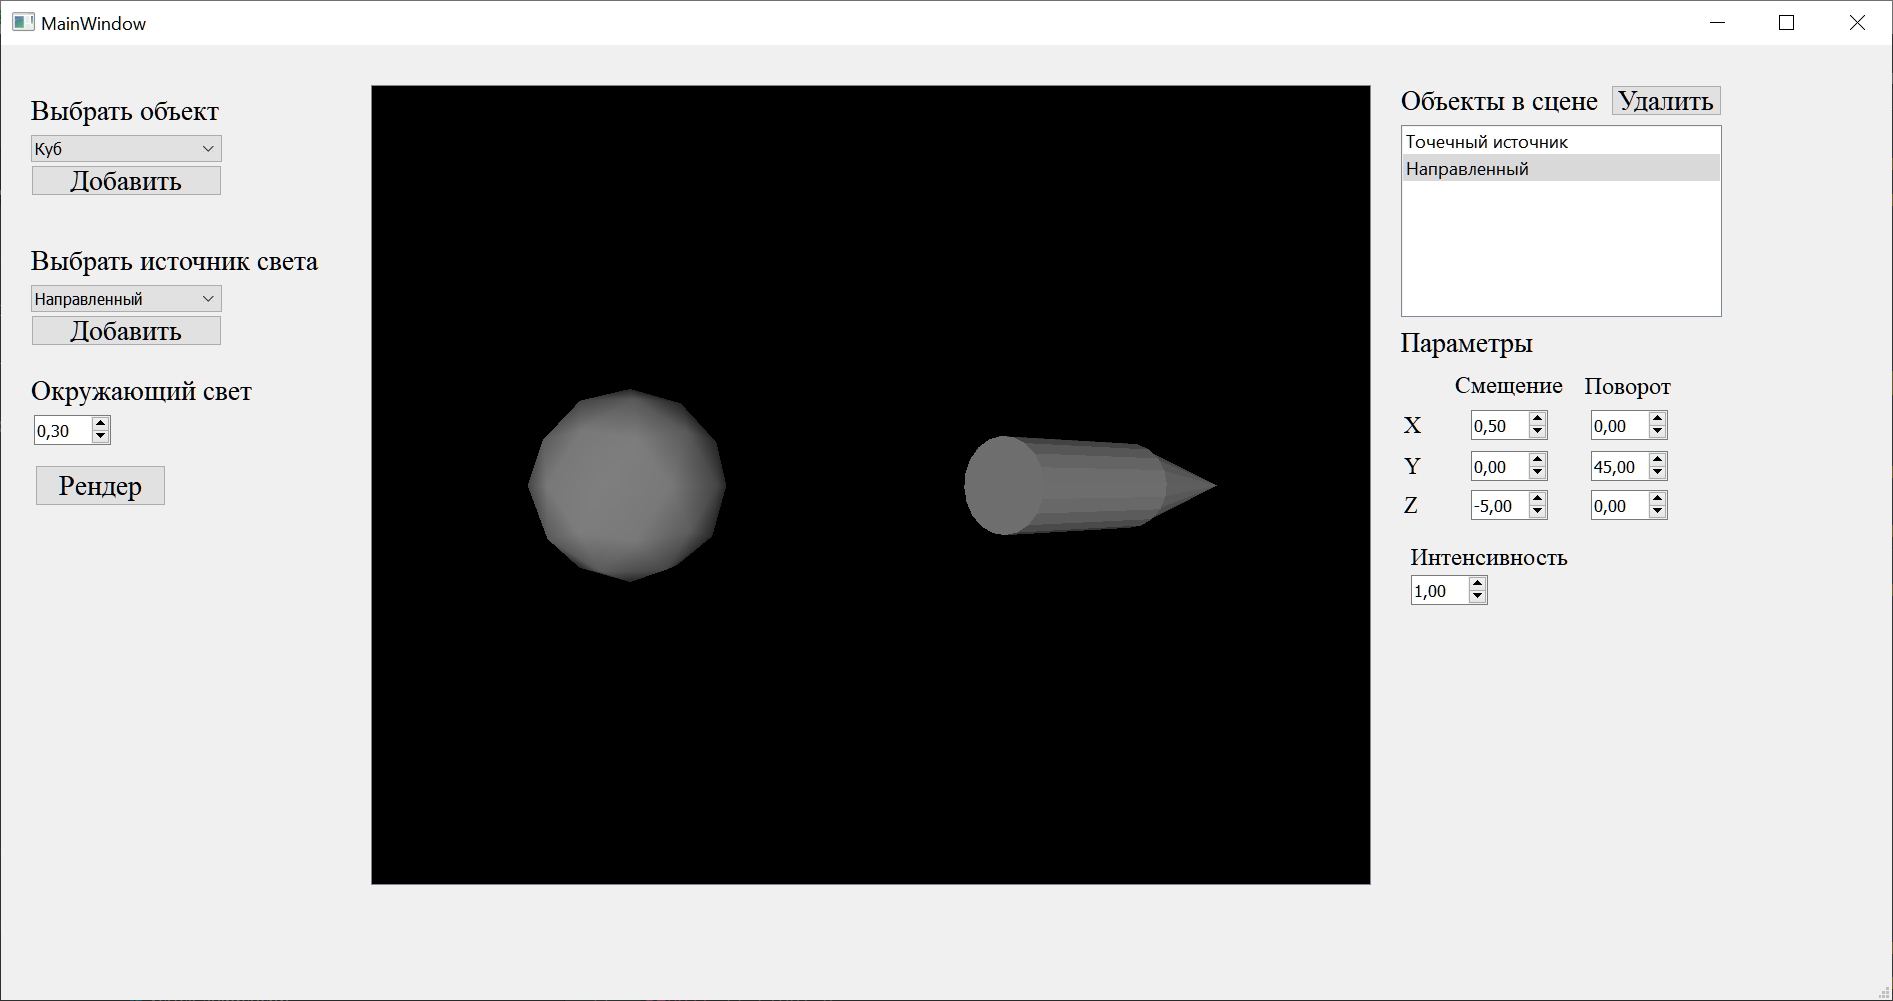 MainWindow
Выбрать объект
Куб
Добавить
Выбрать источник света
Направленный
Добавить
Окружающий свет
0,30
Рендер
Объекты в сцене Удалить
Точечный источник
Направленный
Параметры
Смещение Поворот
X 0,50 0,00
Y 0,00 45,00
Z -5,00 0,00
Интенсивность
1,00